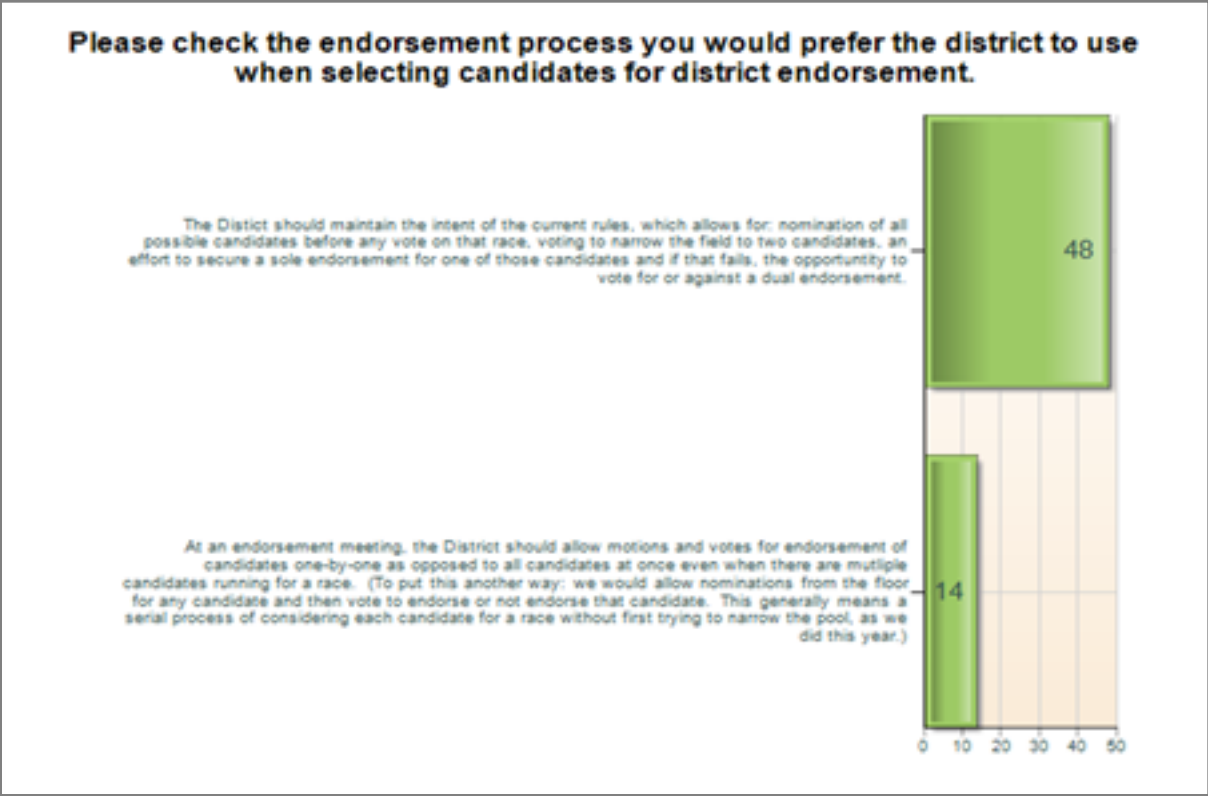 Please check the endorsement process you would prefer the district to use
when selecting candidates for district endorsement.
The Distict should maintain the intent of the current rules, which allows for: nomination of all
possible candidates before any vote on that race, voting to narrow the field to two candidates, an
effort to secure a sole endorsement for one of those candidates and if that fails, the opportuntity to
vote for or against a dual endorsement.
48
At an endorsement meeting, the District should allow motions and votes for endorsement of
candidates one-by-one as opposed to all candidates at once even when there are mutliple
candidates running for a race. (To put this another way: we would allow nominations from the floor
for any candidate and then vote to endorse or not endorse that candidate. This generally means a
serial process of considering each candidate for a race without first trying to narrow the pool, as we
did this year.)
14
0 10 20 30 40 50